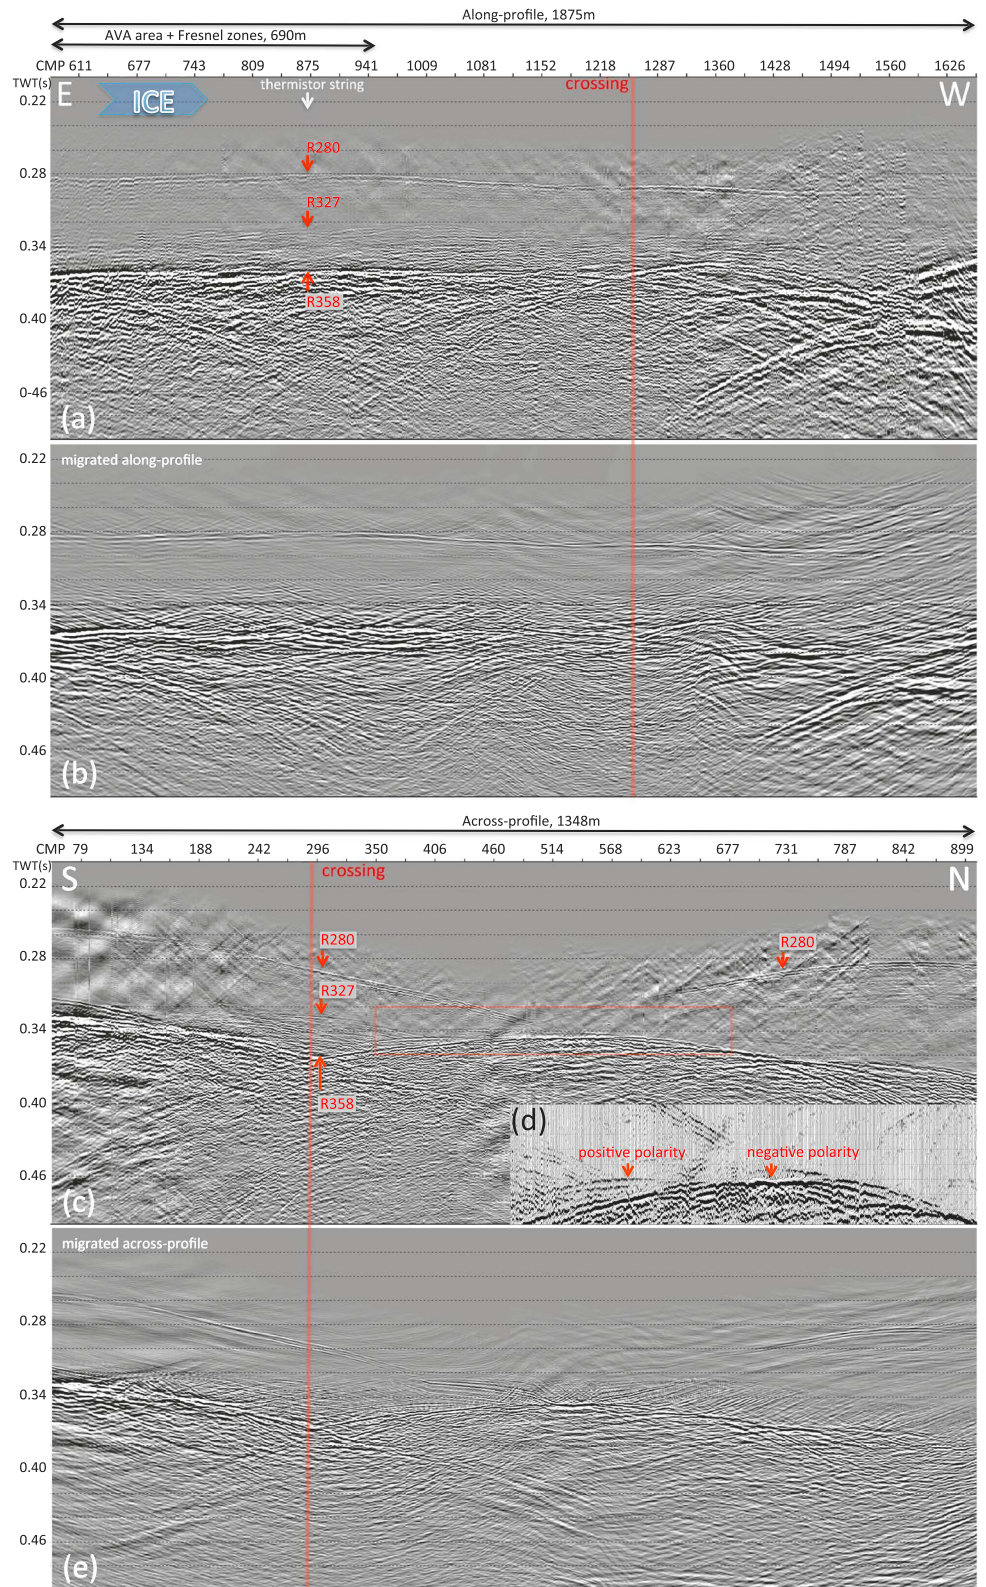 Along-profile, 1875m
AVA area + Fresnel zones, 690m
CMP 611 677 743 809 875 941 1009 1081 1152 1218 1287 1360 1428 1494 1560 1626
TWT(s)
E
ICE
thermistor string
crossing
W
0.22
R280
0.28
R327
0.34
R358
0.40
0-46
(a)
0.22
migrated along-profile
0.28
0.34
0.40
0.46
(b)
Across-profile, 1348m
CMP 79 134 188 242 296 350 406 460 514 568 623 677 731 787 842 899
TWT(s)
S
crossing
N
0.22
R280
R280
0.28
R327
0.34
R358
0.40
(d)
positive polarity
negative polarity
0.46
(c)
0.22
migrated across-profile
0.28
0.34
0.40
0.46
(e)